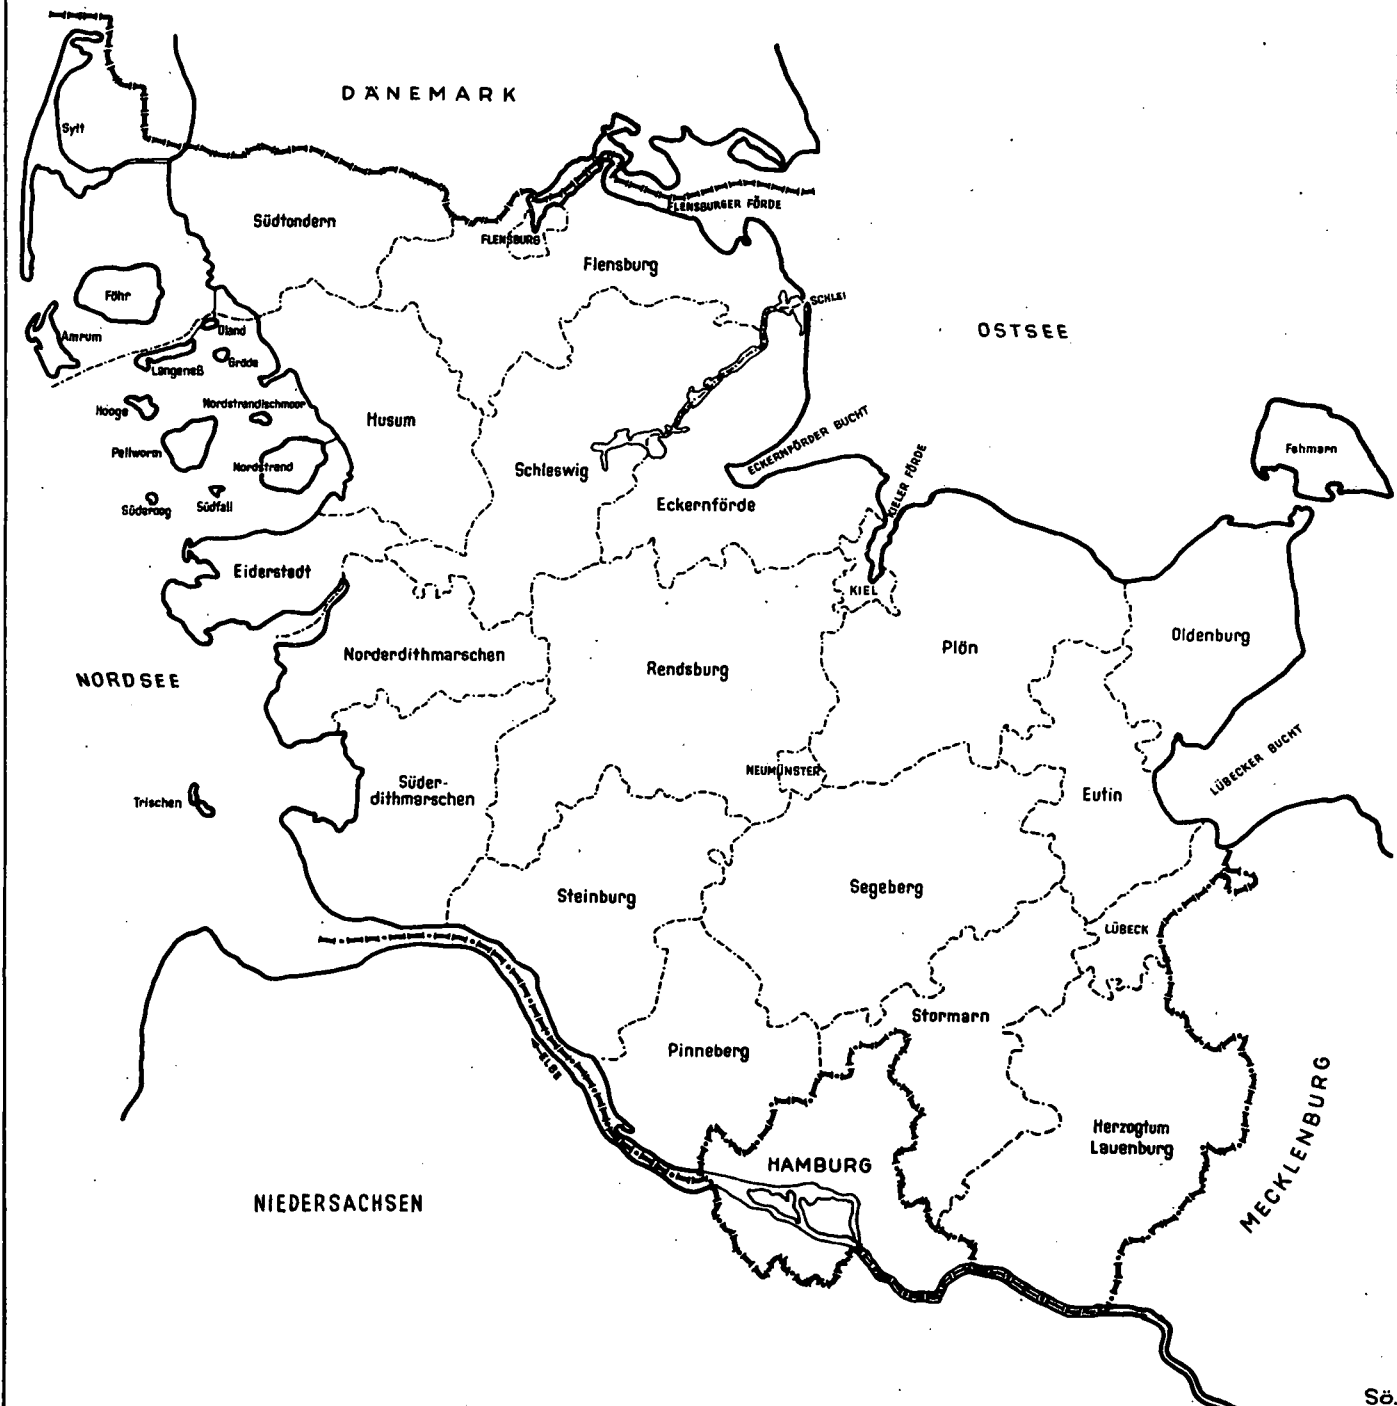 DÄNEMARK
Sylt
FLENSBURGER FÖRDE
Südtondern
FLENSBURG
Flensburg
Föhr
SCHLEI
Amrum
Oland
OSTSEE
Langeneß
Gröde
Hooge
Nordstrandischmoor
Husum
ECKERNFÖRDER BUCHT
Pellworm
Nordstrand
Fehmarn
Schleswig
KIELER FÖRDE
Süderoog
Südfall
Eckernförde
Eiderstedt
KIEL
Oldenburg
Norderdithmarschen
Plön
Rendsburg
NORDSEE
NEUMÜNSTER
LÜBECKER BUCHT
Süder-
dithmarschen
Trischen
Eutin
Steinburg
Segeberg
LÜBECK
Stormarn
Pinneberg
ELBE
MECKLENBURG
Herzogtum
Lauenburg
HAMBURG
NIEDERSACHSEN
Sö.